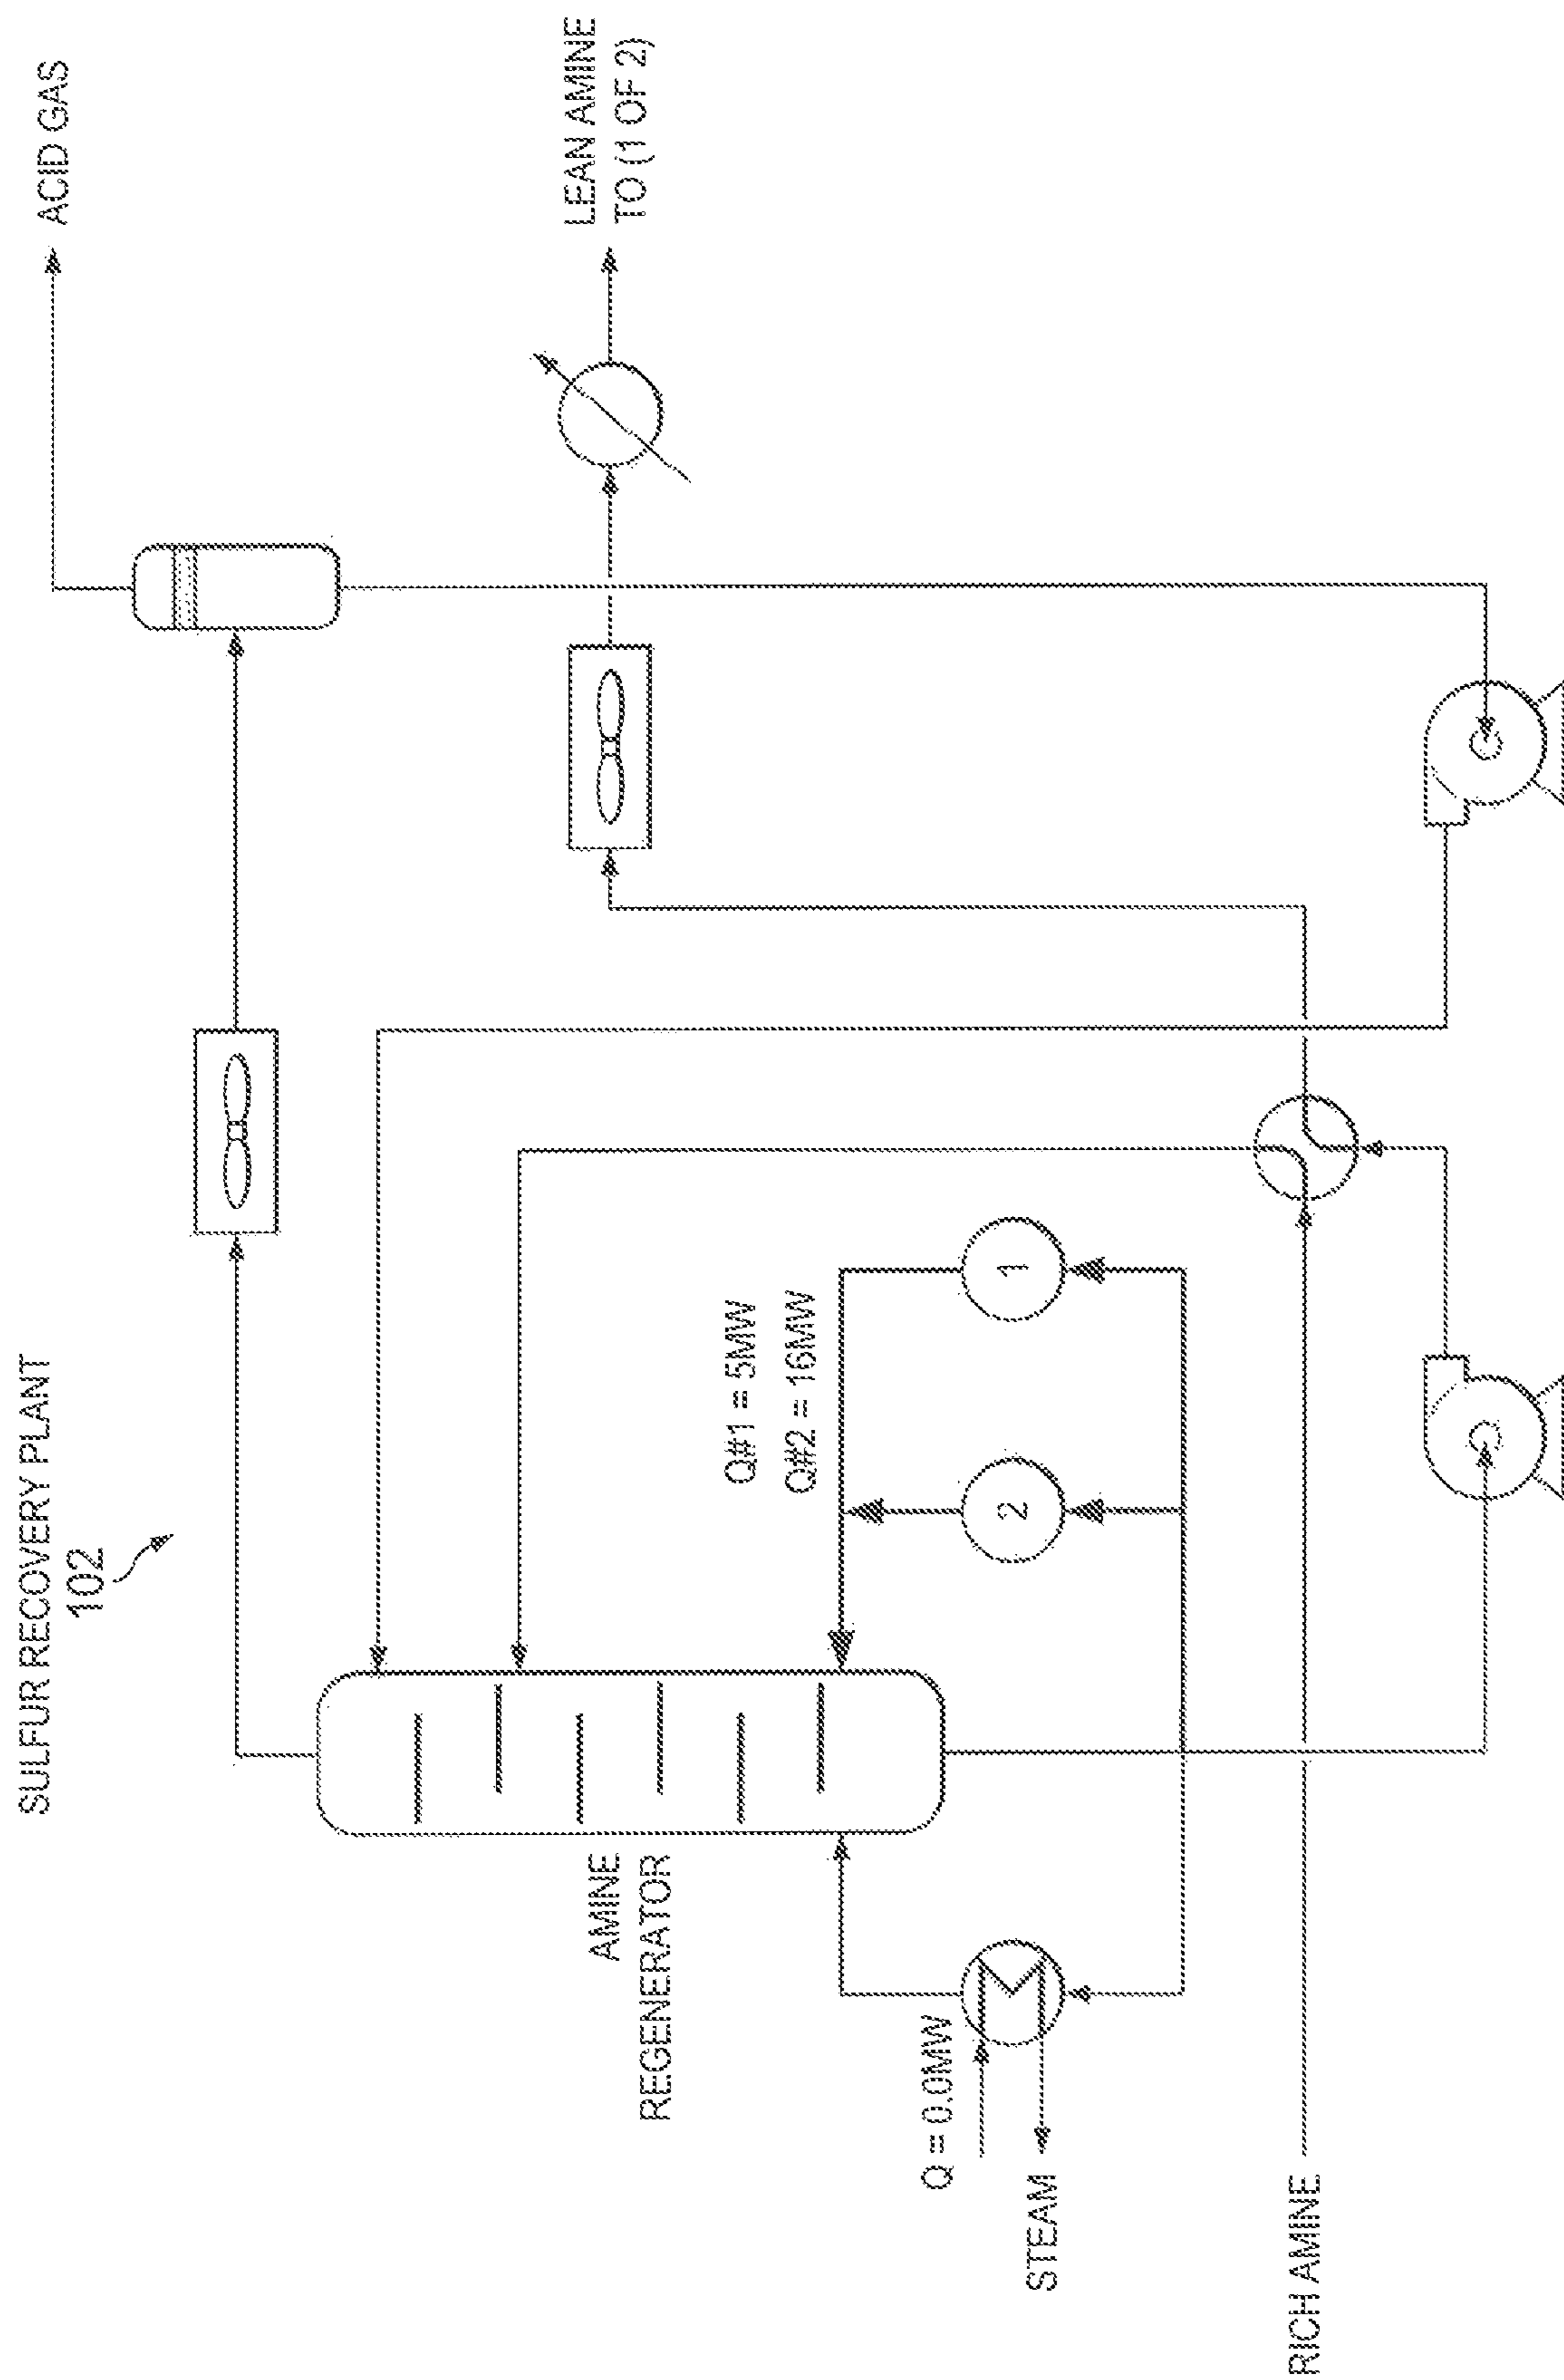 SULFUR RECOVERY PLANT
102
ACID GAS
LEAN AMINE
TO (1 OF 2)
AMINE
REGENERATOR
Q#1 = 5MW
Q#2 = 16MW
2
1
Q = 0.0MW
STEAM
RICH AMINE